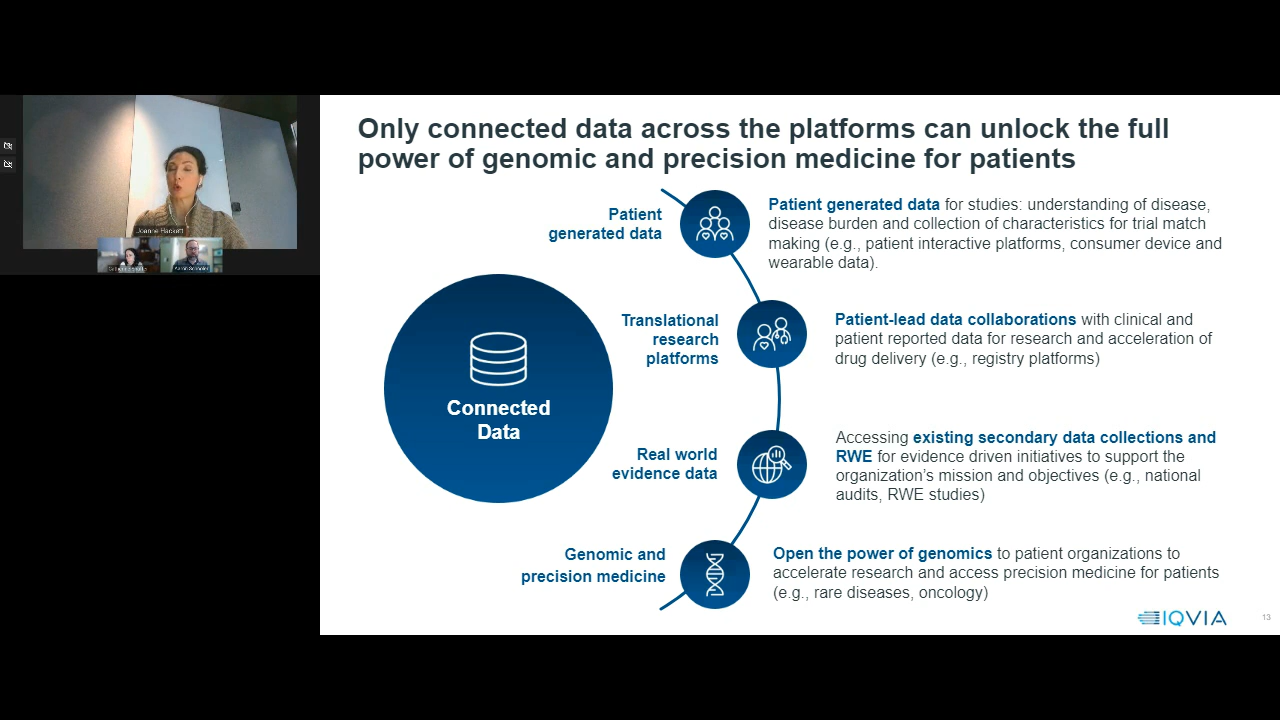 Only connected data across the platforms can unlock the full
power of genomic and precision medicine for patients
Joanne Hackett
Patient
generated data
Patient generated data for studies: understanding of disease,
disease burden and collection of characteristics for trial match
making (e.g., patient interactive platforms, consumer device and
wearable data).
Translational
research
platforms
Patient-lead data collaborations with clinical and
patient reported data for research and acceleration of
drug delivery (e.g., registry platforms)
Connected
Data
Real world
evidence data
Accessing existing secondary data collections and
RWE for evidence driven initiatives to support the
organization's mission and objectives (e.g., national
audits, RWE studies)
Genomic and
precision medicine
Open the power of genomics to patient organizations to
accelerate research and access precision medicine for patients
(e.g., rare diseases, oncology)
IQVIA
13